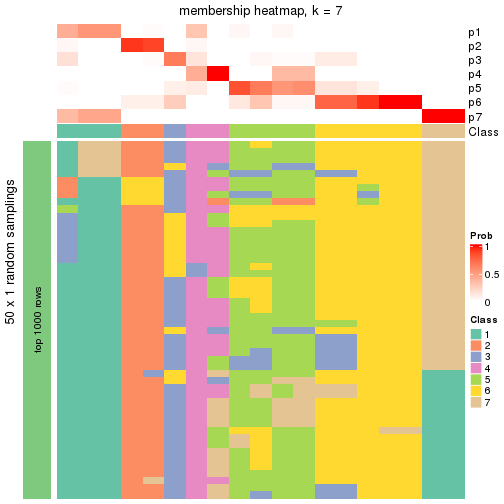 membership heatmap, k = 7
p1
p2
p3
p4
p5
p6
p7
Class
50 x 1 random samplings
top 1000 rows
Prob
1
0.5
0
Class
1
2
3
4
5
6
7